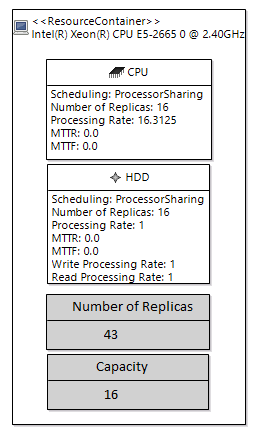 <<ResourceContainer>>
Intel(R) Xeon(R) CPU E5-2665 0 @ 2.40GHz
CPU
Scheduling: ProcessorSharing
Number of Replicas: 16
Processing Rate: 16.3125
MTTR: 0.0
MTTF: 0.0
HDD
Scheduling: ProcessorSharing
Number of Replicas: 16
Processing Rate: 1
MTTR: 0.0
MTTF: 0.0
Write Processing Rate: 1
Read Processing Rate: 1
Number of Replicas
43
Capacity
16